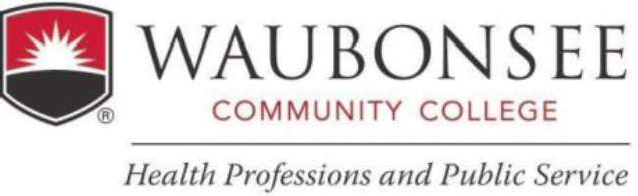 WAUBONSEE
COMMUNITY COLLEGE
®
Health Professions and Public Service